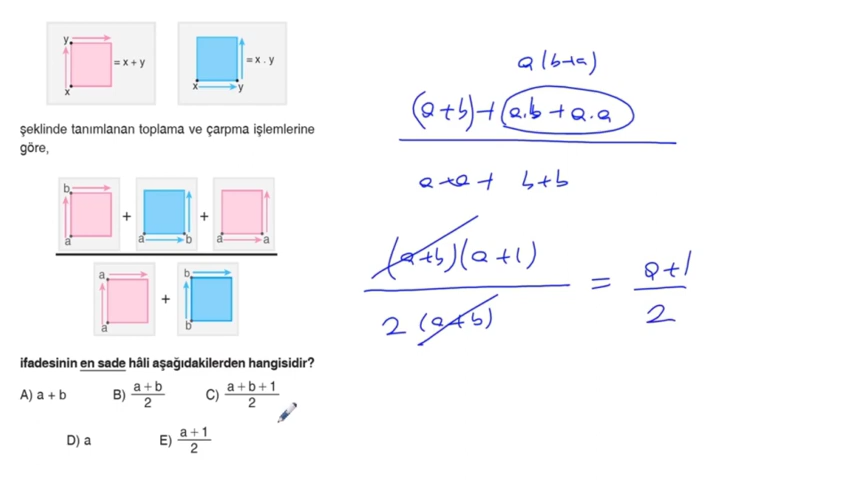 y
= x + y
x
= x . y
x y
şeklinde tanımlanan toplama ve çarpma işlemlerine
göre,
b
+ +
a a b a a
a b
+
a b
ifadesinin en sade hâli aşağıdakilerden hangisidir?
A) a + b B) a + b / 2 C) a + b + 1 / 2
D) a E) a + 1 / 2
a(b+a)
(a+b)+(a.b+a.a)
a+a+ b+b
(a+b)(a+1)
= a+1 / 2
2(a+b)